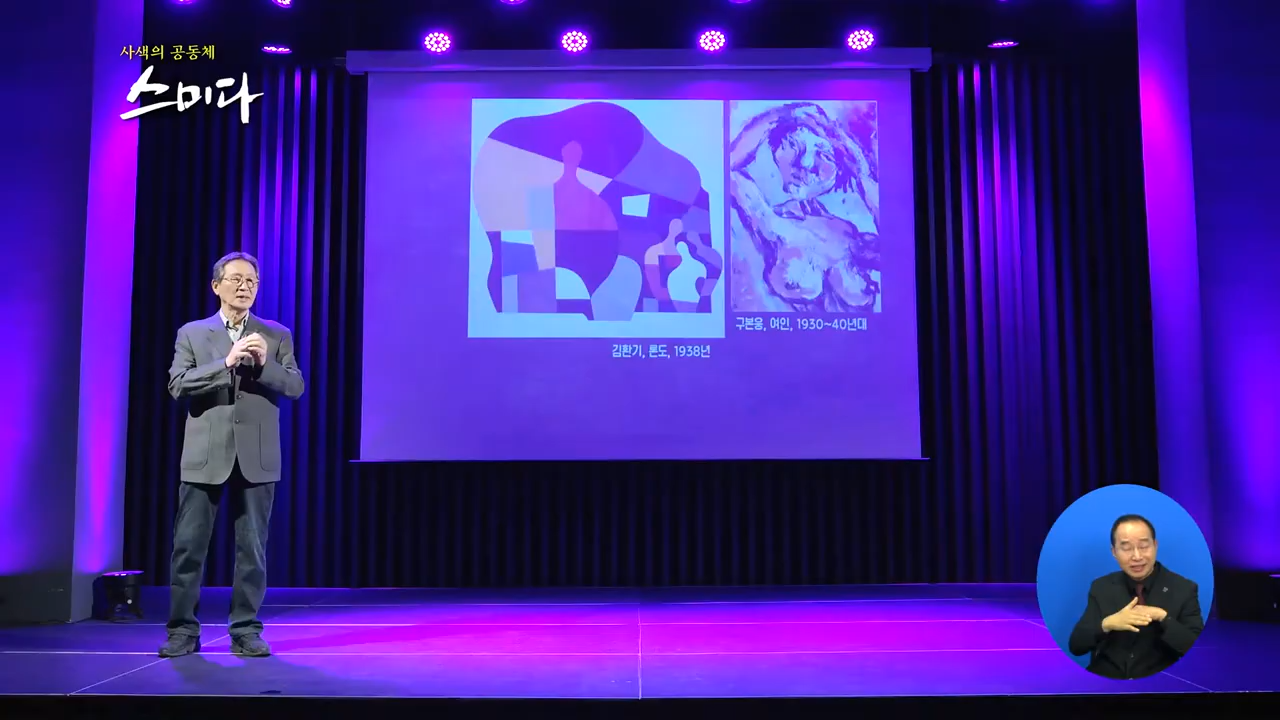 사색의 공동체
스미다
구본웅, 여인, 1930~40년대
김환기, 론도, 1938년